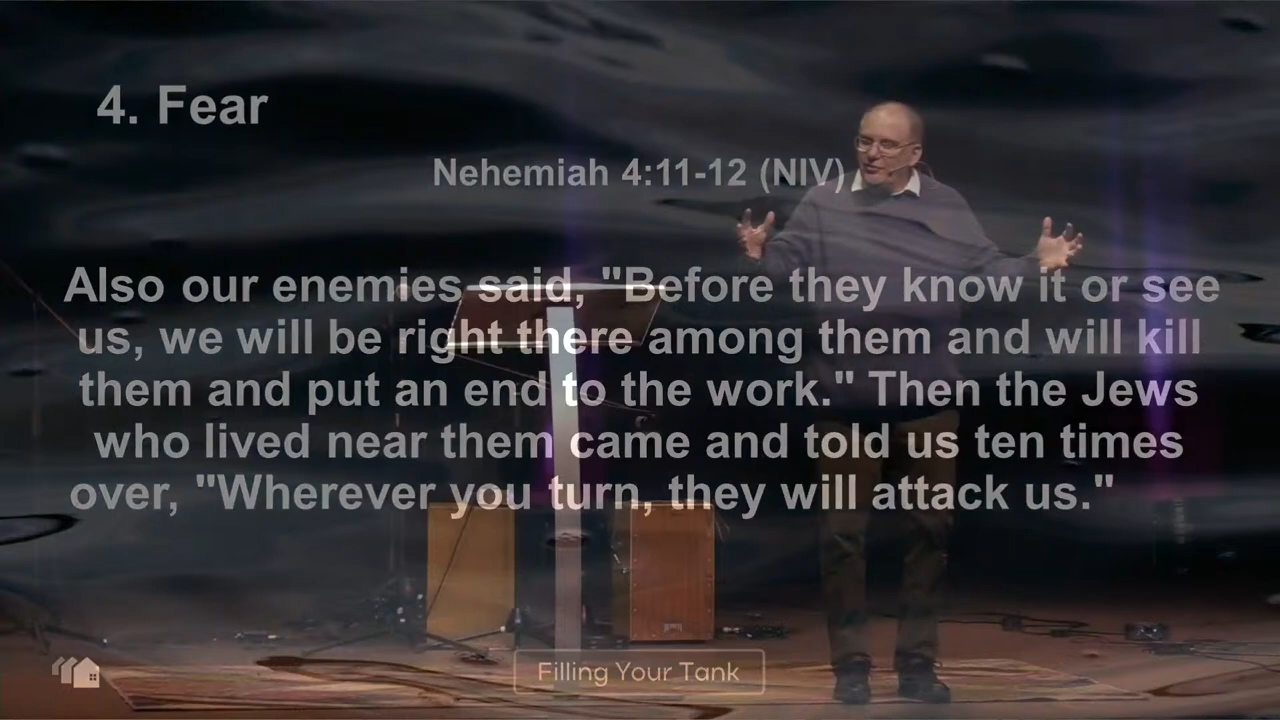 4. Fear
Nehemiah 4:11-12 (NIV)
Also our enemies said, "Before they know it or see
us, we will be right there among them and will kill
them and put an end to the work." Then the Jews
who lived near them came and told us ten times
over, "Wherever you turn, they will attack us."
Filling Your Tank